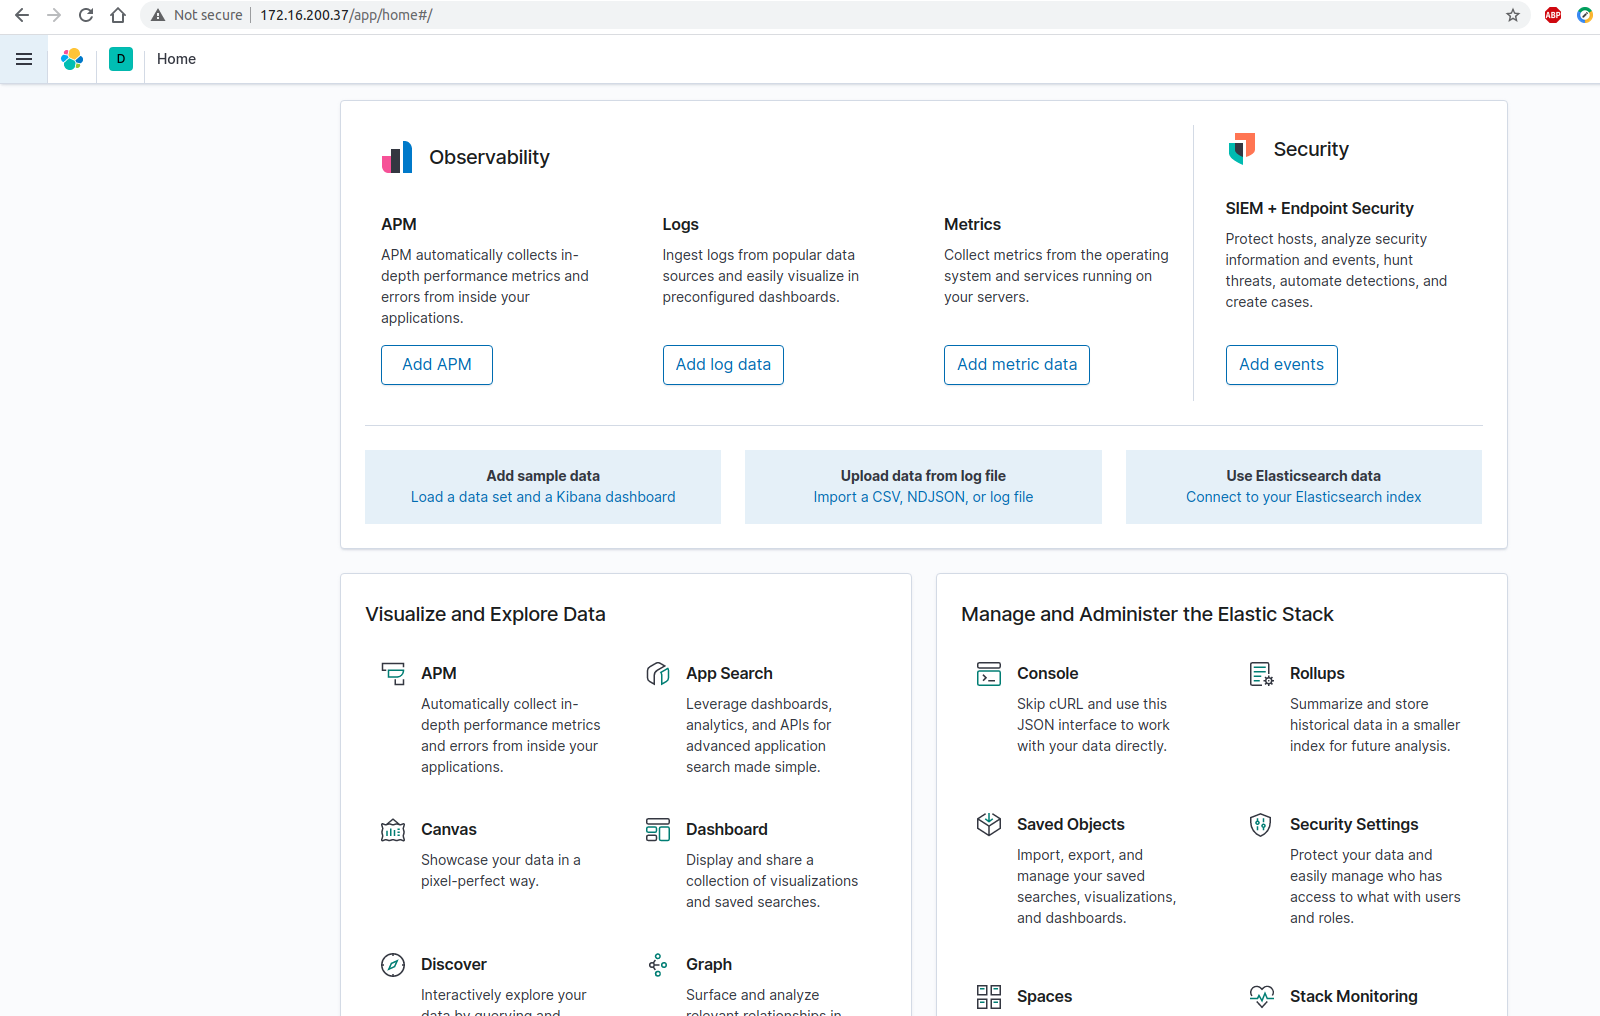 Not secure
172.16.200.37/app/home#/
ABP
D
Home
Observability
APM
APM automatically collects in-
depth performance metrics and
errors from inside your
applications.
Add APM
Logs
Ingest logs from popular data
sources and easily visualize in
preconfigured dashboards.
Add log data
Metrics
Collect metrics from the operating
system and services running on
your servers.
Add metric data
Security
SIEM + Endpoint Security
Protect hosts, analyze security
information and events, hunt
threats, automate detections, and
create cases.
Add events
Add sample data
Load a data set and a Kibana dashboard
Upload data from log file
Import a CSV, NDJSON, or log file
Use Elasticsearch data
Connect to your Elasticsearch index
Visualize and Explore Data
APM
Automatically collect in-
depth performance metrics
and errors from inside your
applications.
App Search
Leverage dashboards,
analytics, and APIs for
advanced application
search made simple.
Canvas
Showcase your data in a
pixel-perfect way.
Dashboard
Display and share a
collection of visualizations
and saved searches.
Discover
Interactively explore your
data by querying and
Graph
Surface and analyze
relevant relationships in
Manage and Administer the Elastic Stack
Console
Skip cURL and use this
JSON interface to work
with your data directly.
Rollups
Summarize and store
historical data in a smaller
index for future analysis.
Saved Objects
Import, export, and
manage your saved
searches, visualizations,
and dashboards.
Security Settings
Protect your data and
easily manage who has
access to what with users
and roles.
Spaces
Stack Monitoring